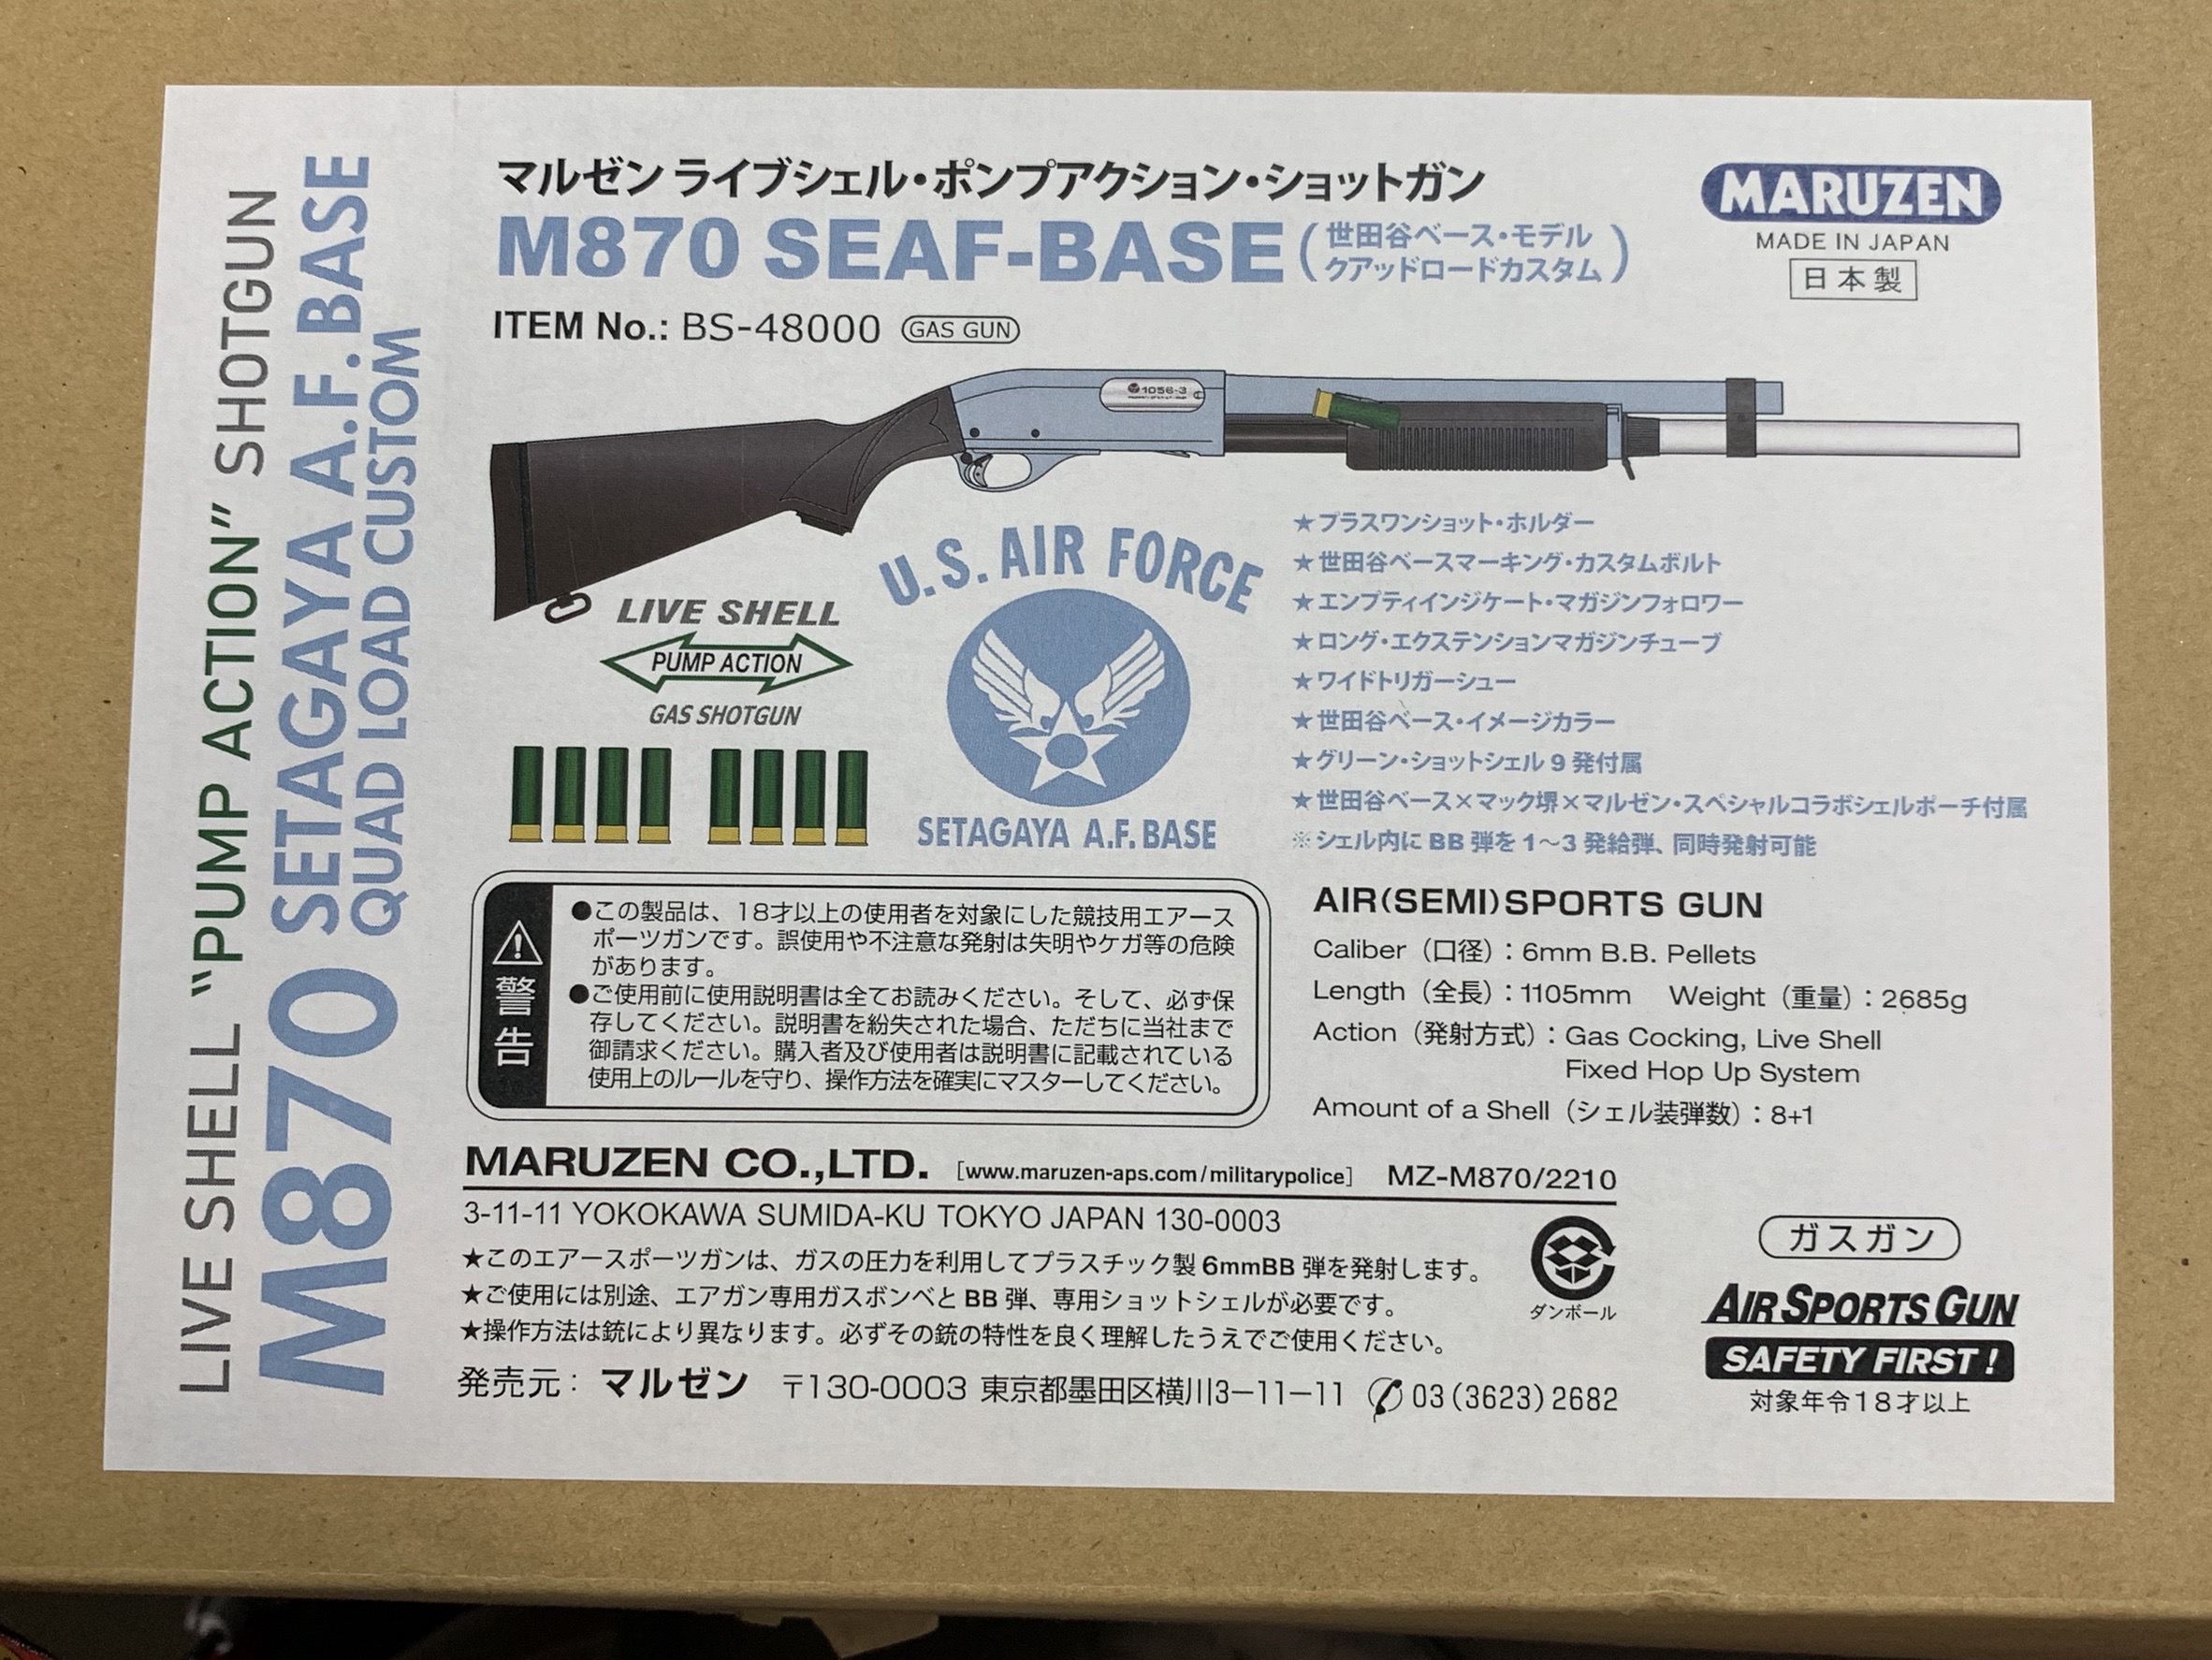 LIVE SHELL "PUMP ACTION" SHOTGUN
M870 SETAGAYA A.F. BASE
QUAD LOAD CUSTOM
マルゼン ライブシェル・ポンプアクション・ショットガン
M870 SEAF-BASE(世田谷ベース・モデル
クアッドロードカスタム)
MARUZEN
MADE IN JAPAN
日本製
ITEM No.: BS-48000 GAS GUN
1056-3
LIVE SHELL
PUMP ACTION
GAS SHOTGUN
U.S. AIR FORCE
SETAGAYA A.F. BASE
★プラスワンショット・ホルダー
★世田谷ベースマーキング・カスタムボルト
★エンプティインジケート・マガジンフォロワー
★ロング・エクステンションマガジンチューブ
★ワイドトリガーシュー
★世田谷ベース・イメージカラー
★グリーン・ショットシェル9発付属
★世田谷ベース×マック堺×マルゼン・スペシャルコラボシェルポーチ付属
※シェル内にBB弾を1〜3発給弾、同時発射可能
警告
●この製品は、18才以上の使用者を対象にした競技用エアース
ポーツガンです。誤使用や不注意な発射は失明やケガ等の危険
があります。
●ご使用前に使用説明書は全てお読みください。そして、必ず保
存してください。説明書を紛失された場合、ただちに当社まで
御請求ください。購入者及び使用者は説明書に記載されている
使用上のルールを守り、操作方法を確実にマスターしてください。
AIR(SEMI)SPORTS GUN
Caliber(口径):6mm B.B. Pellets
Length(全長):1105mm Weight(重量):2685g
Action(発射方式):Gas Cocking, Live Shell
Fixed Hop Up System
Amount of a Shell(シェル装弾数):8+1
MARUZEN CO.,LTD. [www.maruzen-aps.com/militarypolice] MZ-M870/2210
3-11-11 YOKOKAWA SUMIDA-KU TOKYO JAPAN 130-0003
★このエアースポーツガンは、ガスの圧力を利用してプラスチック製6mmBB弾を発射します。
★ご使用には別途、エアガン専用ガスボンベとBB弾、専用ショットシェルが必要です。
★操作方法は銃により異なります。必ずその銃の特性を良く理解したうえでご使用ください。
発売元:マルゼン 〒130-0003 東京都墨田区横川3−11−11 03(3623)2682
ダンボール
ガスガン
AIR SPORTS GUN
SAFETY FIRST!
対象年令18才以上